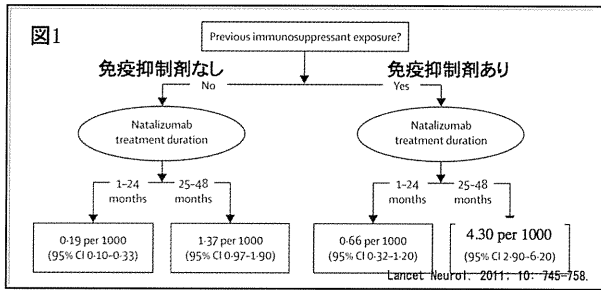 図1
Previous immunosuppressant exposure?
免疫抑制剤なし
免疫抑制剤あり
No
Yes
Natalizumab
treatment duration
Natalizumab
treatment duration
1–24
months
25–48
months
1–24
months
25–48
months
0·19 per 1000
(95% CI 0·10–0·33)
1·37 per 1000
(95% CI 0·97–1·90)
0·66 per 1000
(95% CI 0·32–1·20)
4.30 per 1000
(95% CI 2·90–6·20)
Lancet Neurol. 2011; 10: 745–758.